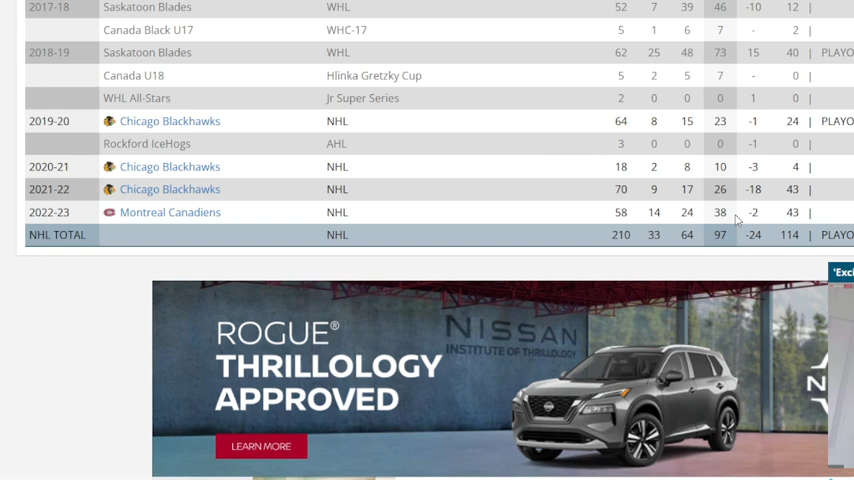 2017-18 Saskatoon Blades WHL 52 7 39 46 -10 12 |
Canada Black U17 WHC-17 5 1 6 7 - 2 |
2018-19 Saskatoon Blades WHL 62 25 48 73 15 40 | PLAYO
Canada U18 Hlinka Gretzky Cup 5 2 5 7 - 0 |
WHL All-Stars Jr Super Series 2 0 0 0 1 0 |
2019-20 Chicago Blackhawks NHL 64 8 15 23 -1 24 | PLAYO
Rockford IceHogs AHL 3 0 0 0 -1 0 |
2020-21 Chicago Blackhawks NHL 18 2 8 10 -3 4 |
2021-22 Chicago Blackhawks NHL 70 9 17 26 -18 43 |
2022-23 Montreal Canadiens NHL 58 14 24 38 -2 43 |
NHL TOTAL NHL 210 33 64 97 -24 114 | PLAYO
'Exci
ROGUE®
THRILLOLOGY
APPROVED
LEARN MORE
NISSAN
INSTITUTE OF THRILLOLOGY
N